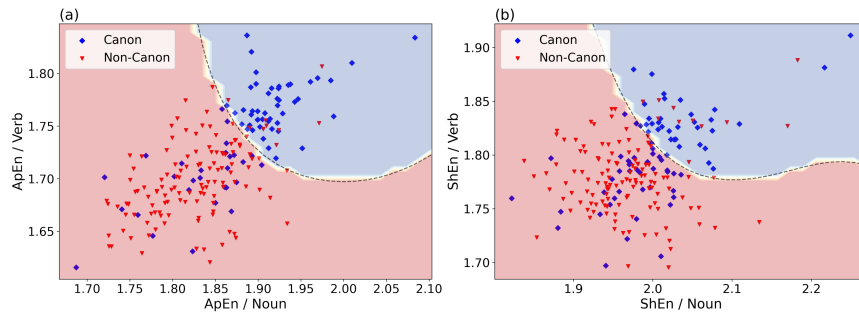 (a)
Canon
Non-Canon
1.80
1.75
1.70
1.65
ApEn / Verb
1.70 1.75 1.80 1.85 1.90 1.95 2.00 2.05 2.10
ApEn / Noun
(b)
Canon
Non-Canon
1.90
1.85
1.80
1.75
1.70
ShEn / Verb
1.9 2.0 2.1 2.2
ShEn / Noun